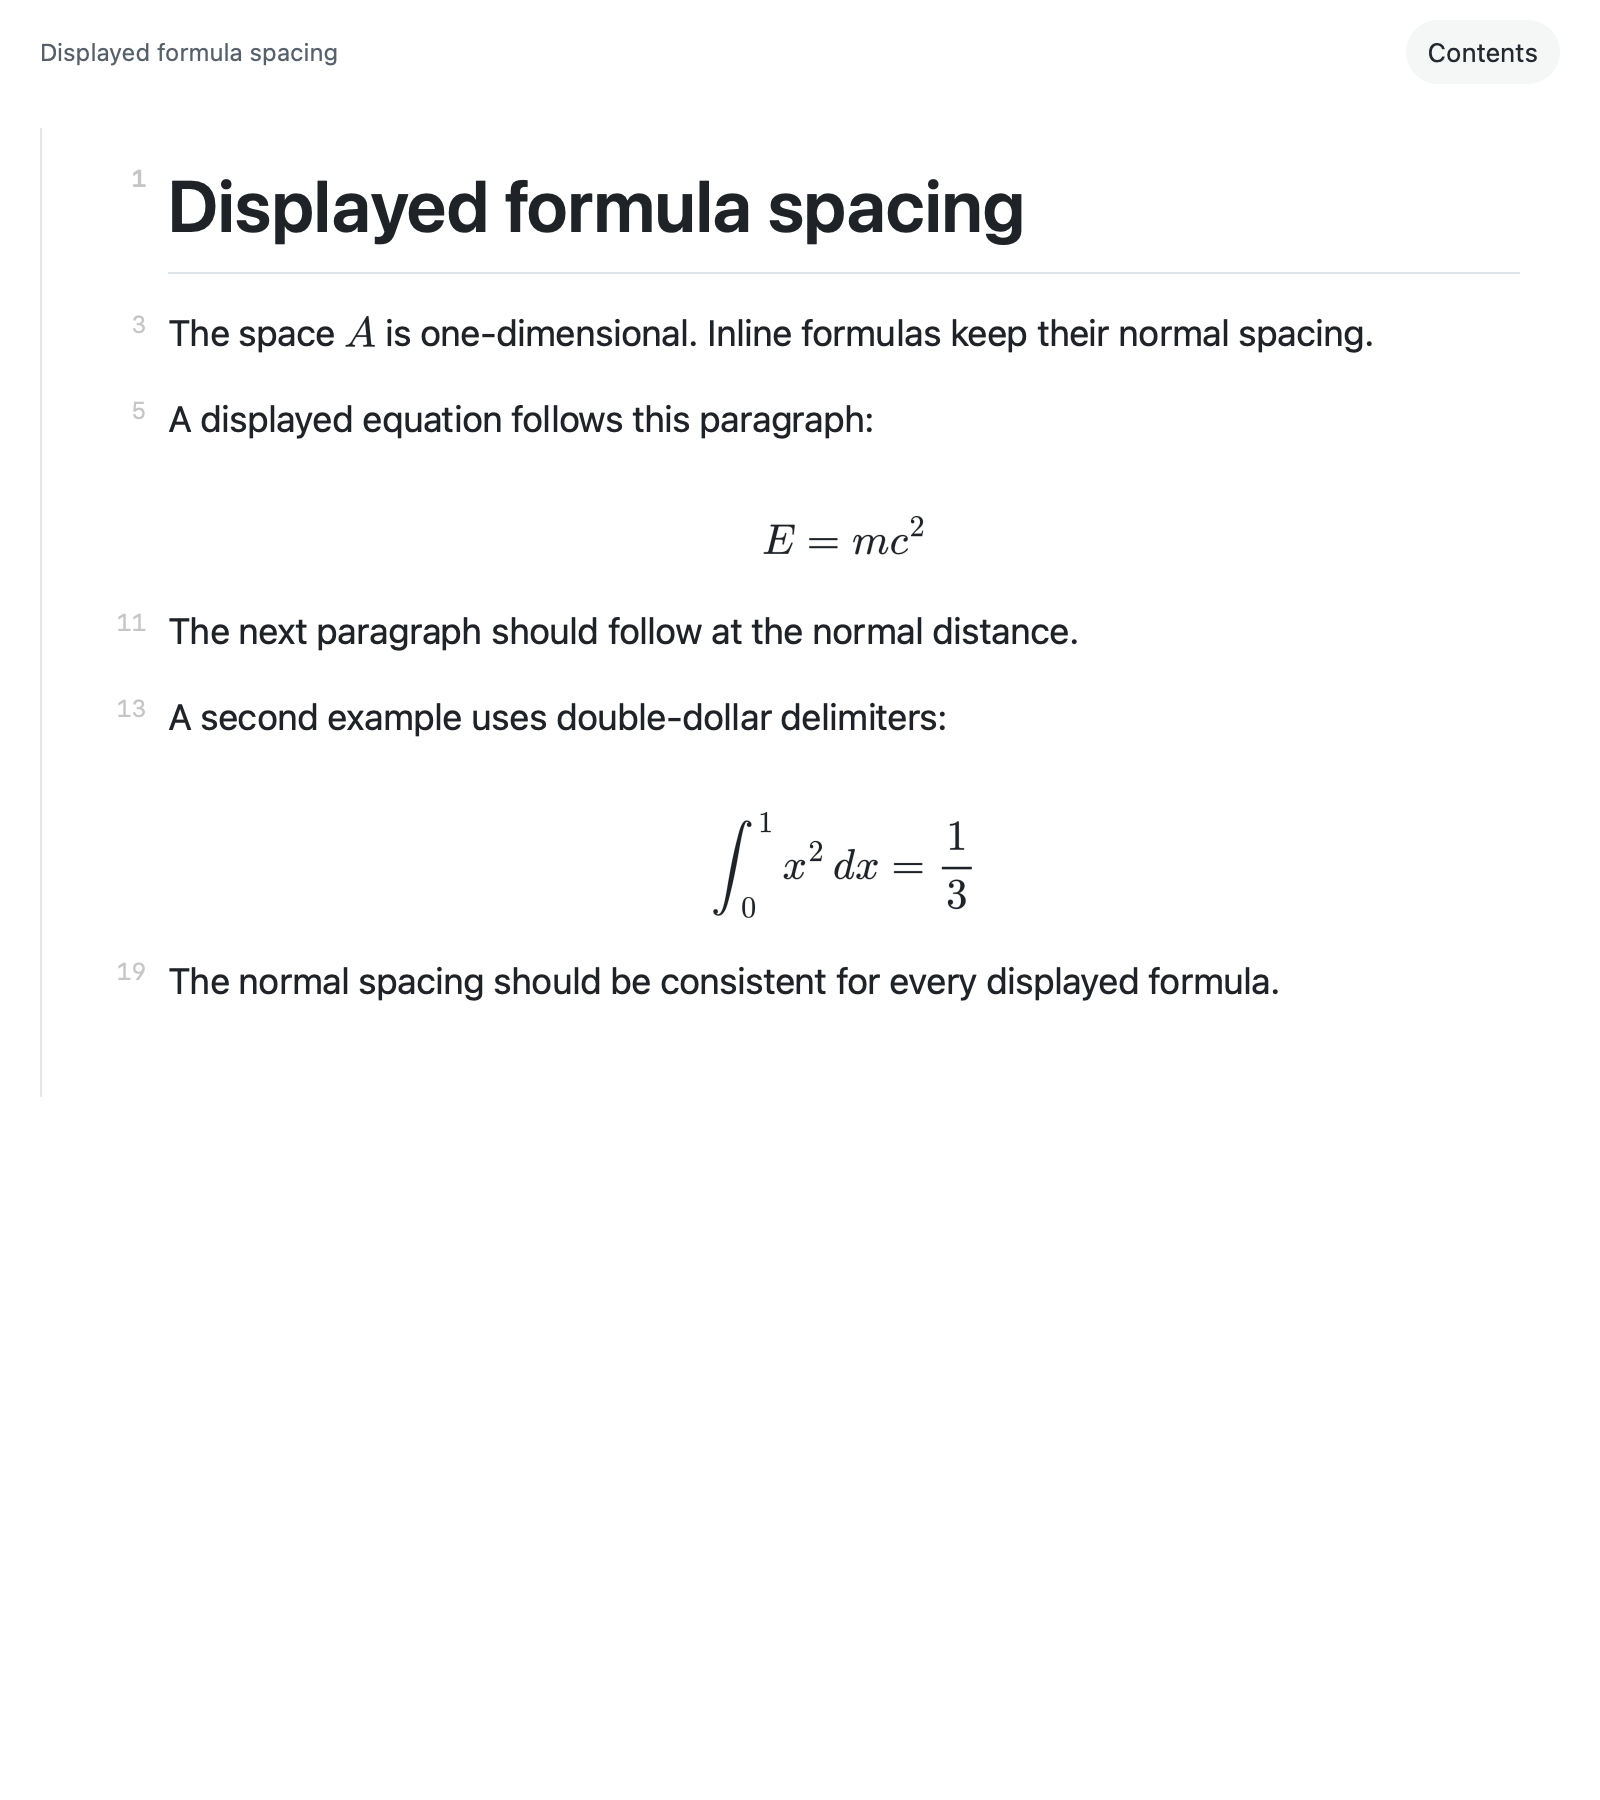 Displayed formula spacing
Contents
1 Displayed formula spacing
3 The space A is one-dimensional. Inline formulas keep their normal spacing.
5 A displayed equation follows this paragraph:
E = mc²
11 The next paragraph should follow at the normal distance.
13 A second example uses double-dollar delimiters:
∫₀¹ x² dx = 1/3
19 The normal spacing should be consistent for every displayed formula.